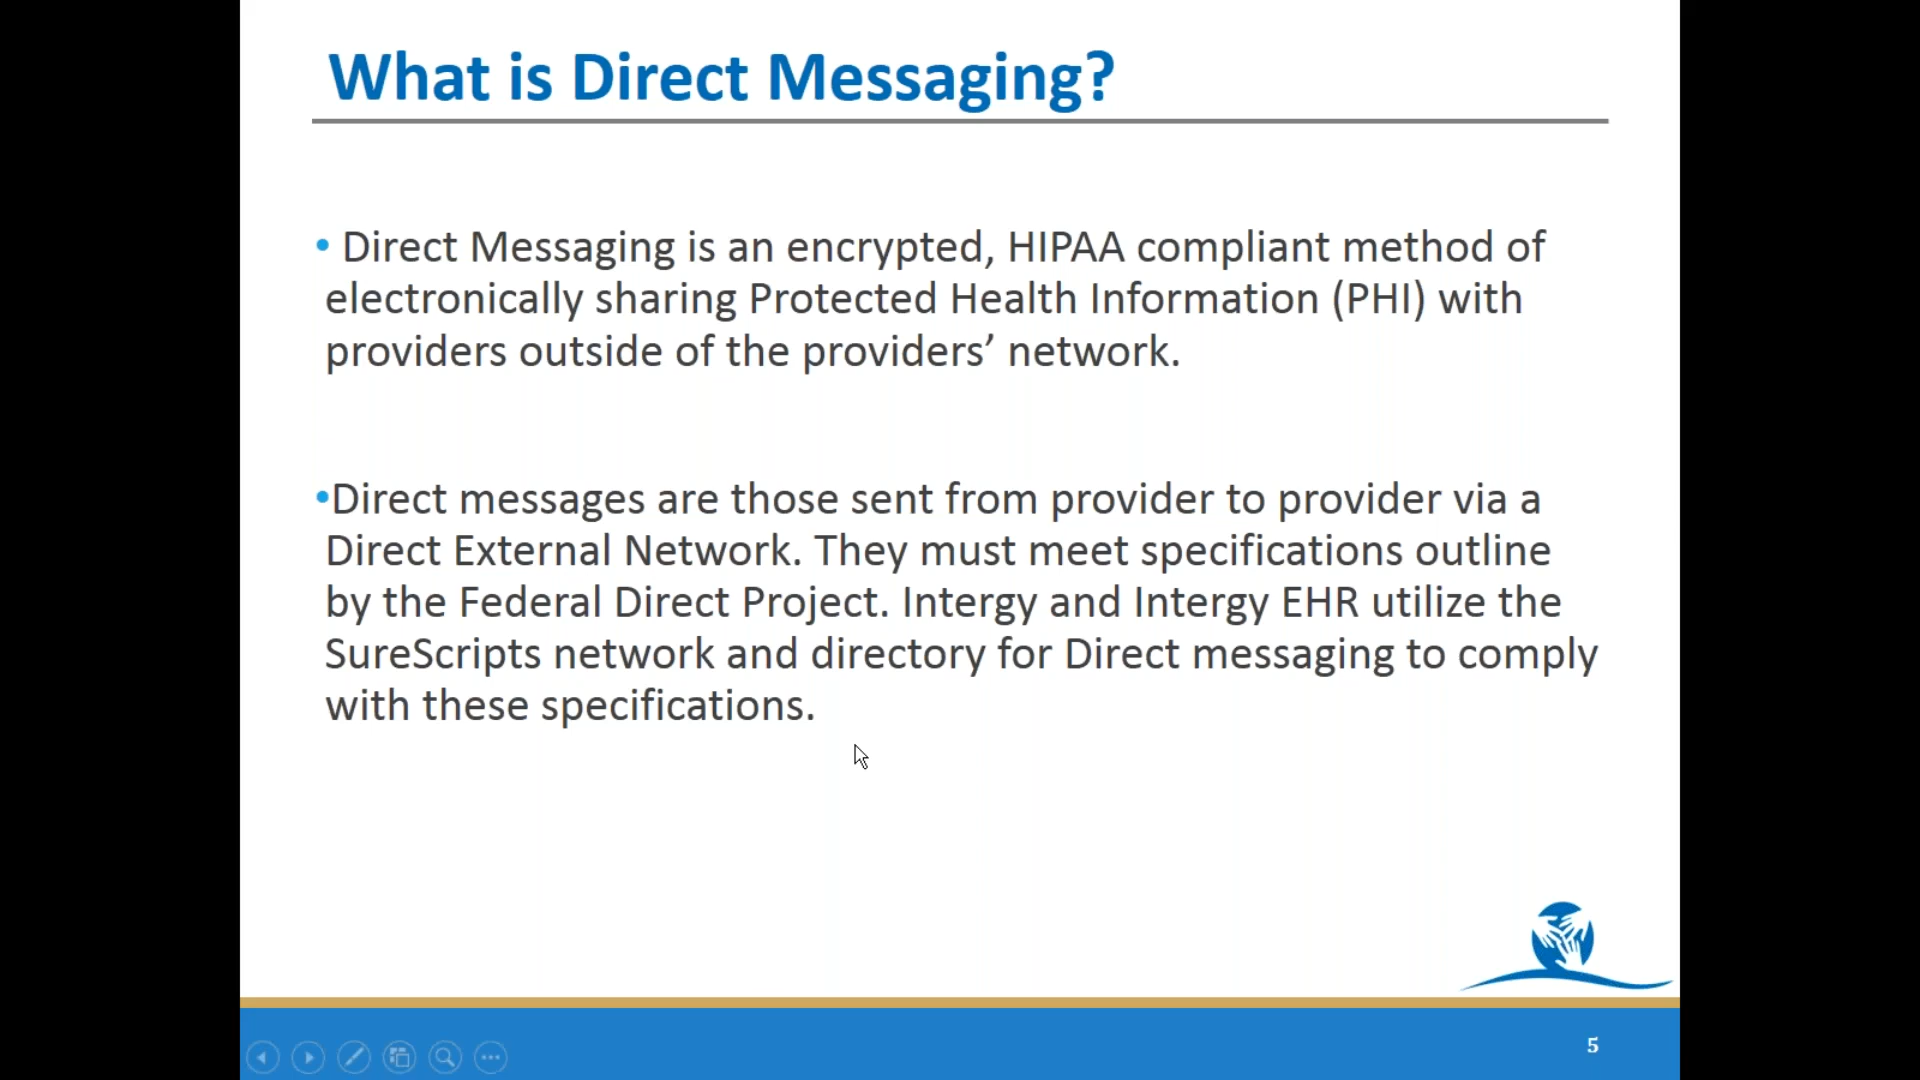 What is Direct Messaging?
• Direct Messaging is an encrypted, HIPAA compliant method of
electronically sharing Protected Health Information (PHI) with
providers outside of the providers’ network.
•Direct messages are those sent from provider to provider via a
Direct External Network. They must meet specifications outline
by the Federal Direct Project. Intergy and Intergy EHR utilize the
SureScripts network and directory for Direct messaging to comply
with these specifications.
5